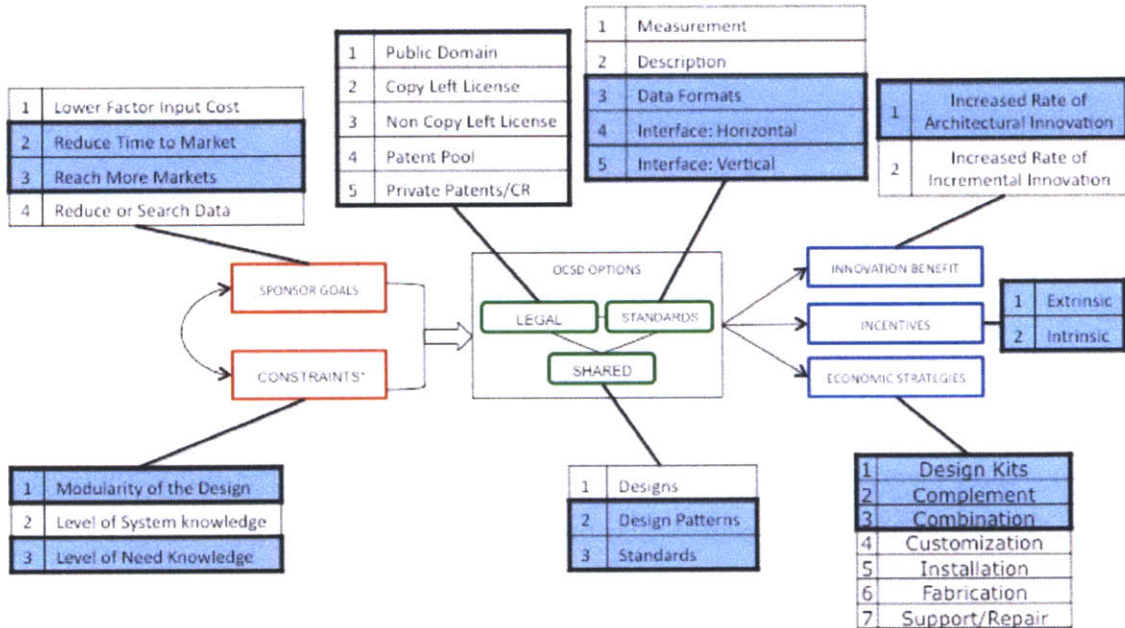 1 Lower Factor Input Cost
2 Reduce Time to Market
3 Reach More Markets
4 Reduce or Search Data
1 Public Domain
2 Copy Left License
3 Non Copy Left License
4 Patent Pool
5 Private Patents/CR
1 Measurement
2 Description
3 Data Formats
4 Interface: Horizontal
5 Interface: Vertical
1 Increased Rate of
Architectural Innovation
2 Increased Rate of
Incremental Innovation
SPONSOR GOALS
CONSTRAINTS*
OCSD OPTIONS
LEGAL
STANDARDS
SHARED
INNOVATION BENEFIT
INCENTIVES
ECONOMIC STRATEGIES
1 Extrinsic
2 Intrinsic
1 Modularity of the Design
2 Level of System knowledge
3 Level of Need Knowledge
1 Designs
2 Design Patterns
3 Standards
1 Design Kits
2 Complement
3 Combination
4 Customization
5 Installation
6 Fabrication
7 Support/Repair